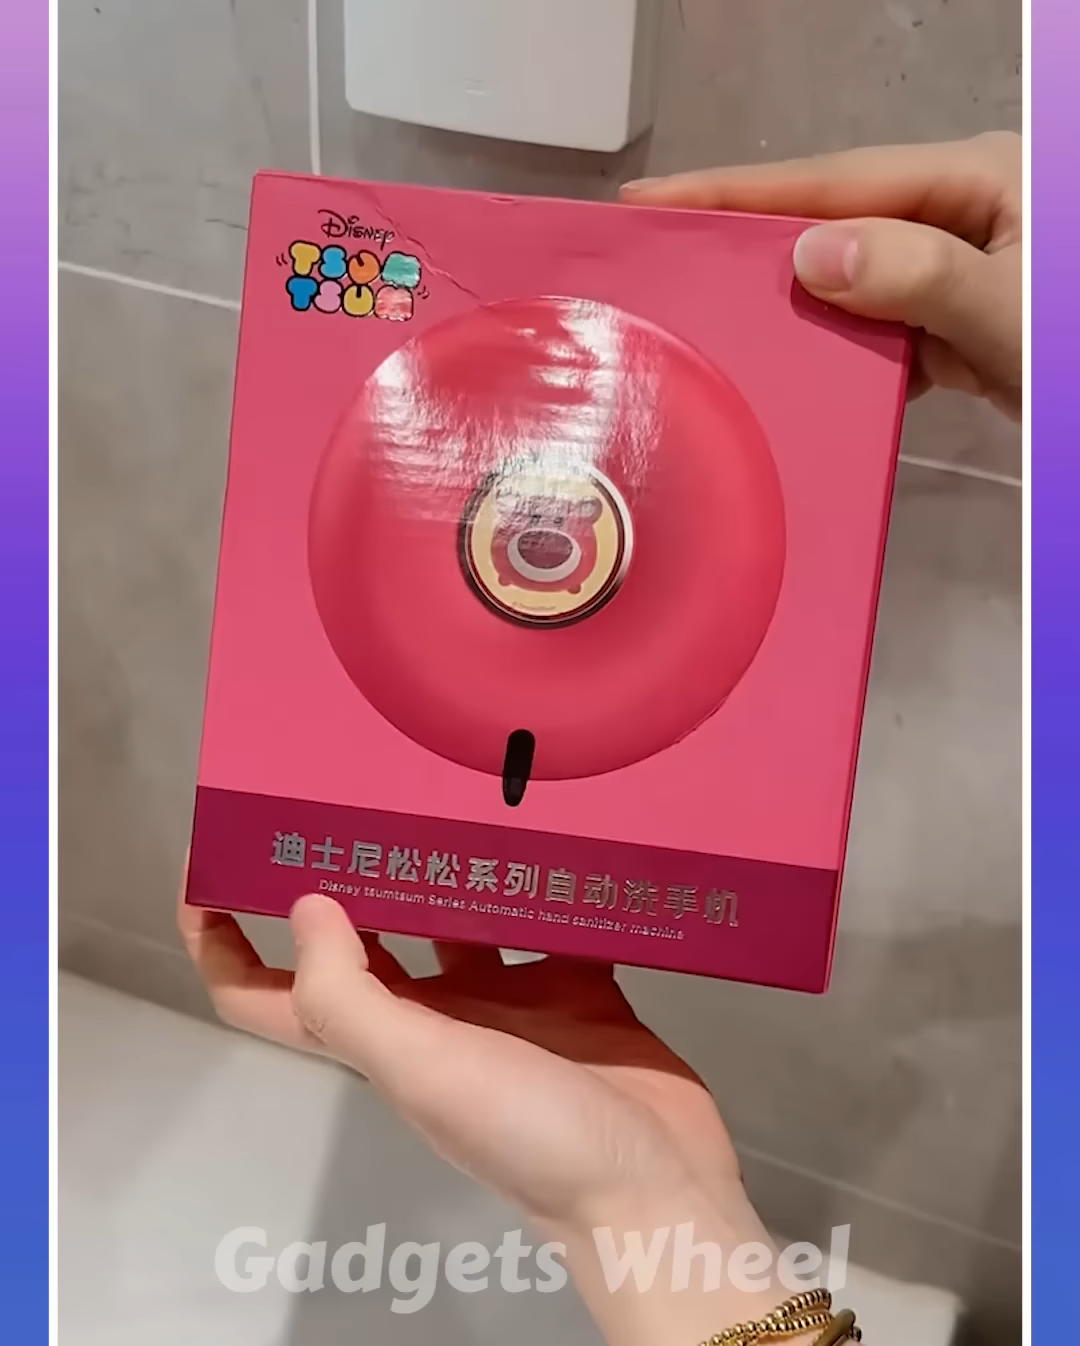 Disney
TSUM
TSUM
迪士尼松松系列自动洗手机
Disney tsumtsum Series Automatic hand sanitizer machine
Gadgets Wheel